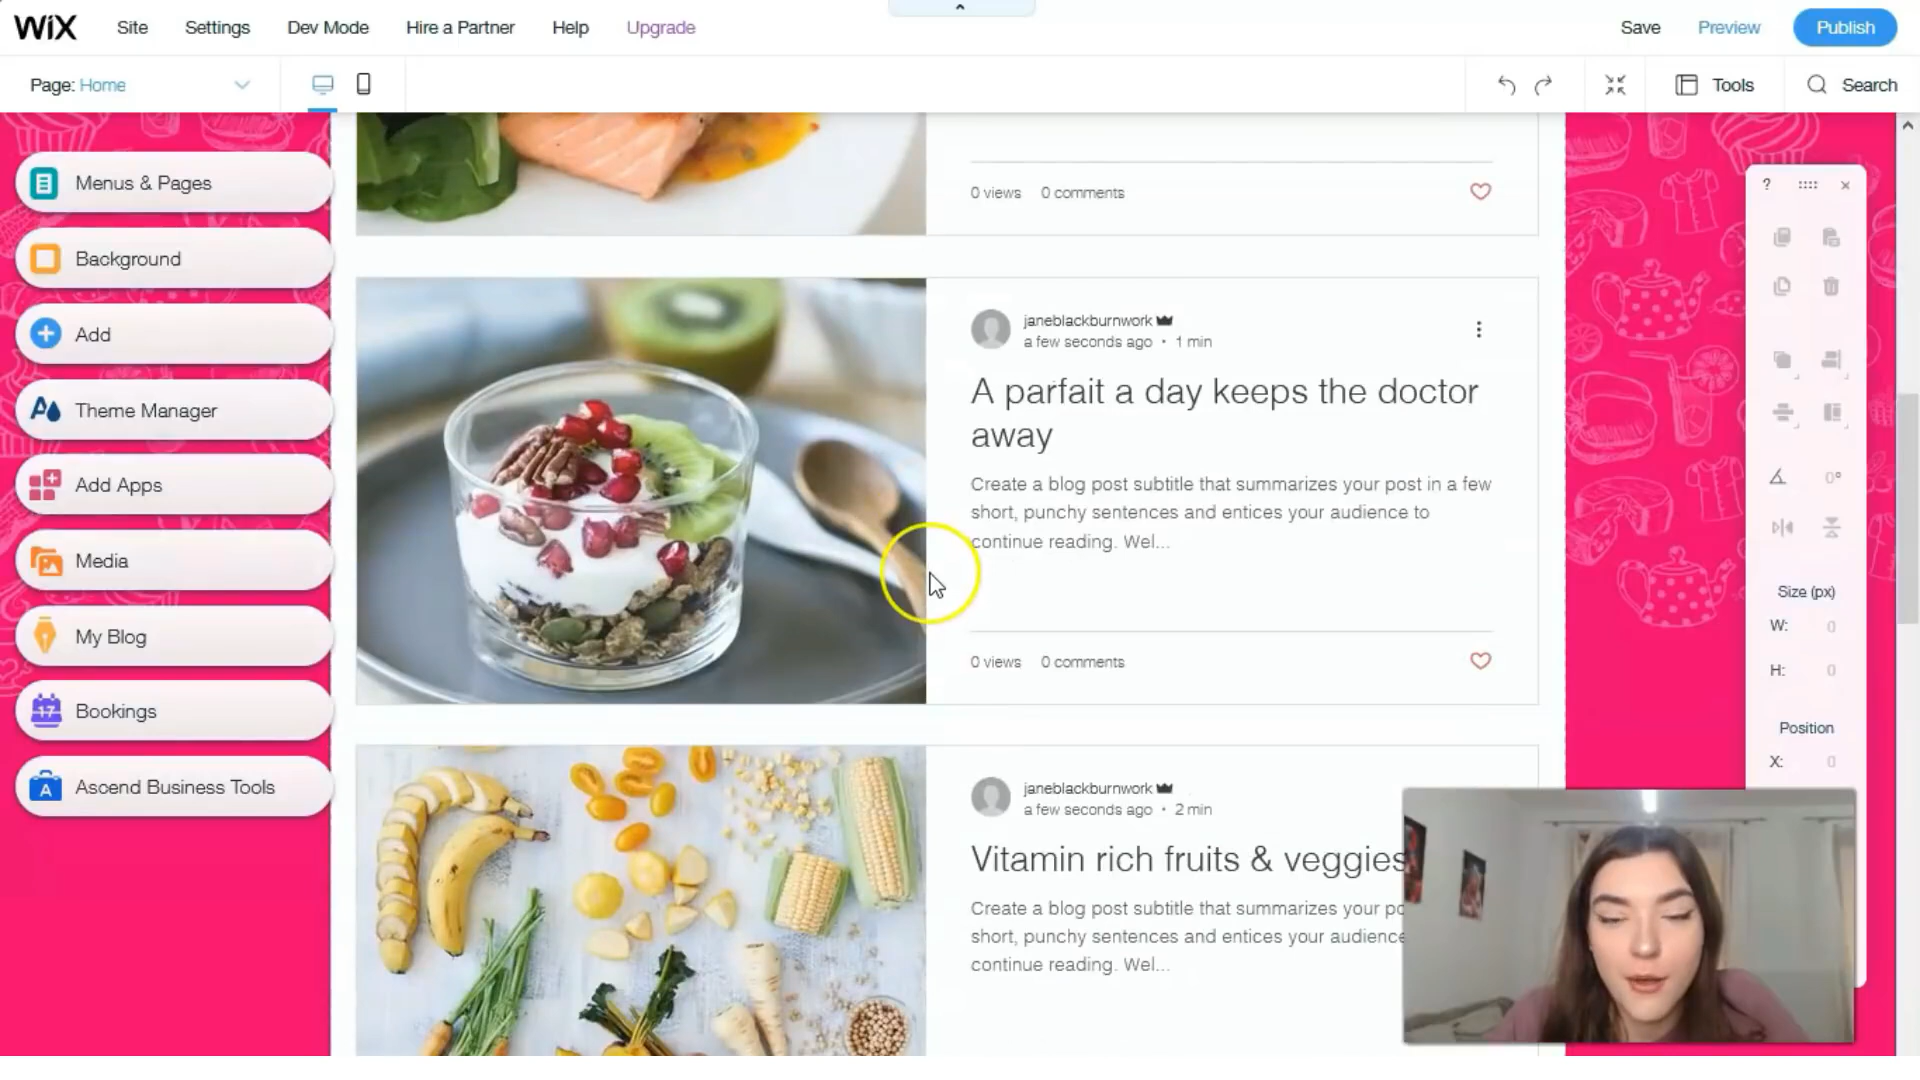 WiX Site Settings Dev Mode Hire a Partner Help Upgrade Save Preview Publish
Page: Home Tools Search
Menus & Pages
Background
Add
Theme Manager
Add Apps
Media
My Blog
17 Bookings
A Ascend Business Tools
0 views 0 comments
janeblackburnwork
a few seconds ago • 1 min
A parfait a day keeps the doctor
away
Create a blog post subtitle that summarizes your post in a few
short, punchy sentences and entices your audience to
continue reading. Wel...
0 views 0 comments
janeblackburnwork
a few seconds ago • 2 min
Vitamin rich fruits & veggies
Create a blog post subtitle that summarizes your po
short, punchy sentences and entices your audience
continue reading. Wel...
?
0°
Size (px)
W: 0
H: 0
Position
X: 0